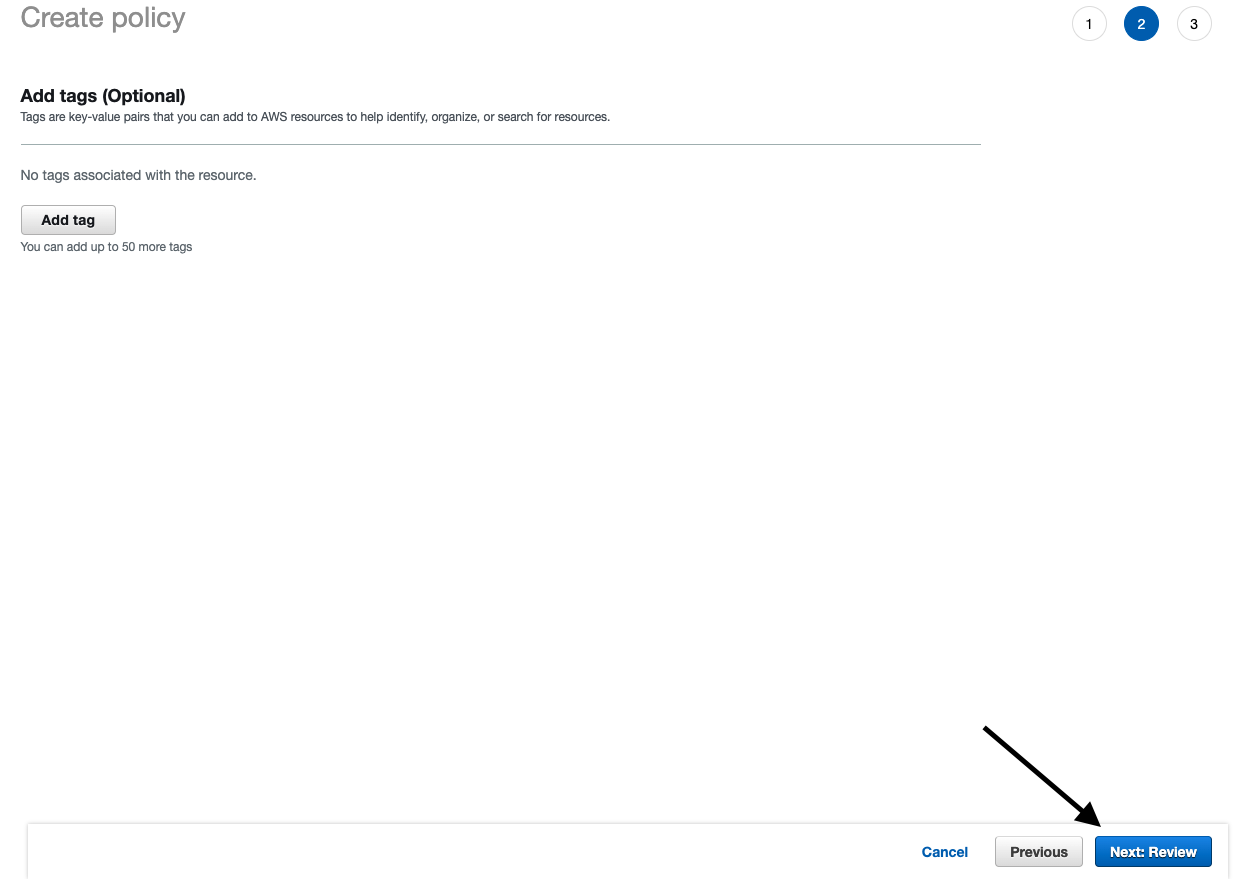 Create policy
1 2 3
Add tags (Optional)
Tags are key-value pairs that you can add to AWS resources to help identify, organize, or search for resources.
No tags associated with the resource.
Add tag
You can add up to 50 more tags
Cancel Previous Next: Review